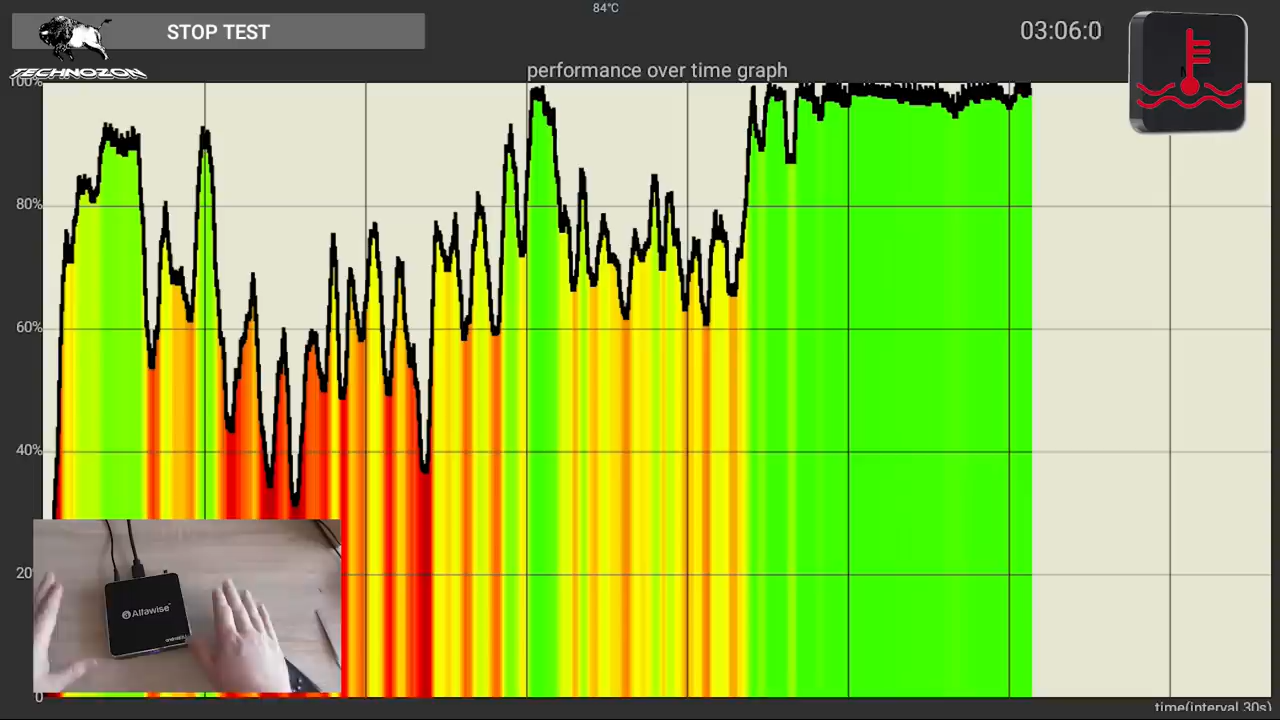 84°C
STOP TEST
03:06:0
TECHNOZON
performance over time graph
100%
80%
60%
40%
20%
0
Alfawise
time(interval 30s)